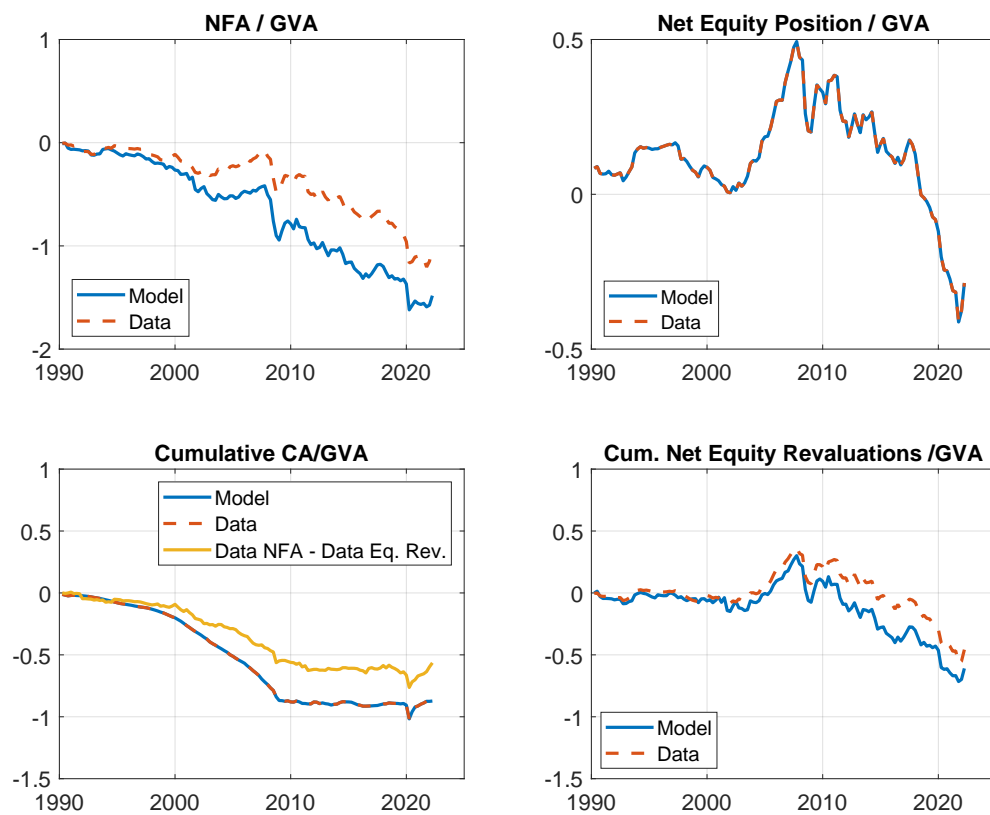 NFA / GVA
1
0
-1
-2
1990
2000
2010
2020
Model
Data
Net Equity Position / GVA
0.5
0
-0.5
1990
2000
2010
2020
Model
Data
Cumulative CA/GVA
1
0.5
0
-0.5
-1
-1.5
1990
2000
2010
2020
Model
Data
Data NFA - Data Eq. Rev.
Cum. Net Equity Revaluations /GVA
1
0.5
0
-0.5
-1
-1.5
1990
2000
2010
2020
Model
Data